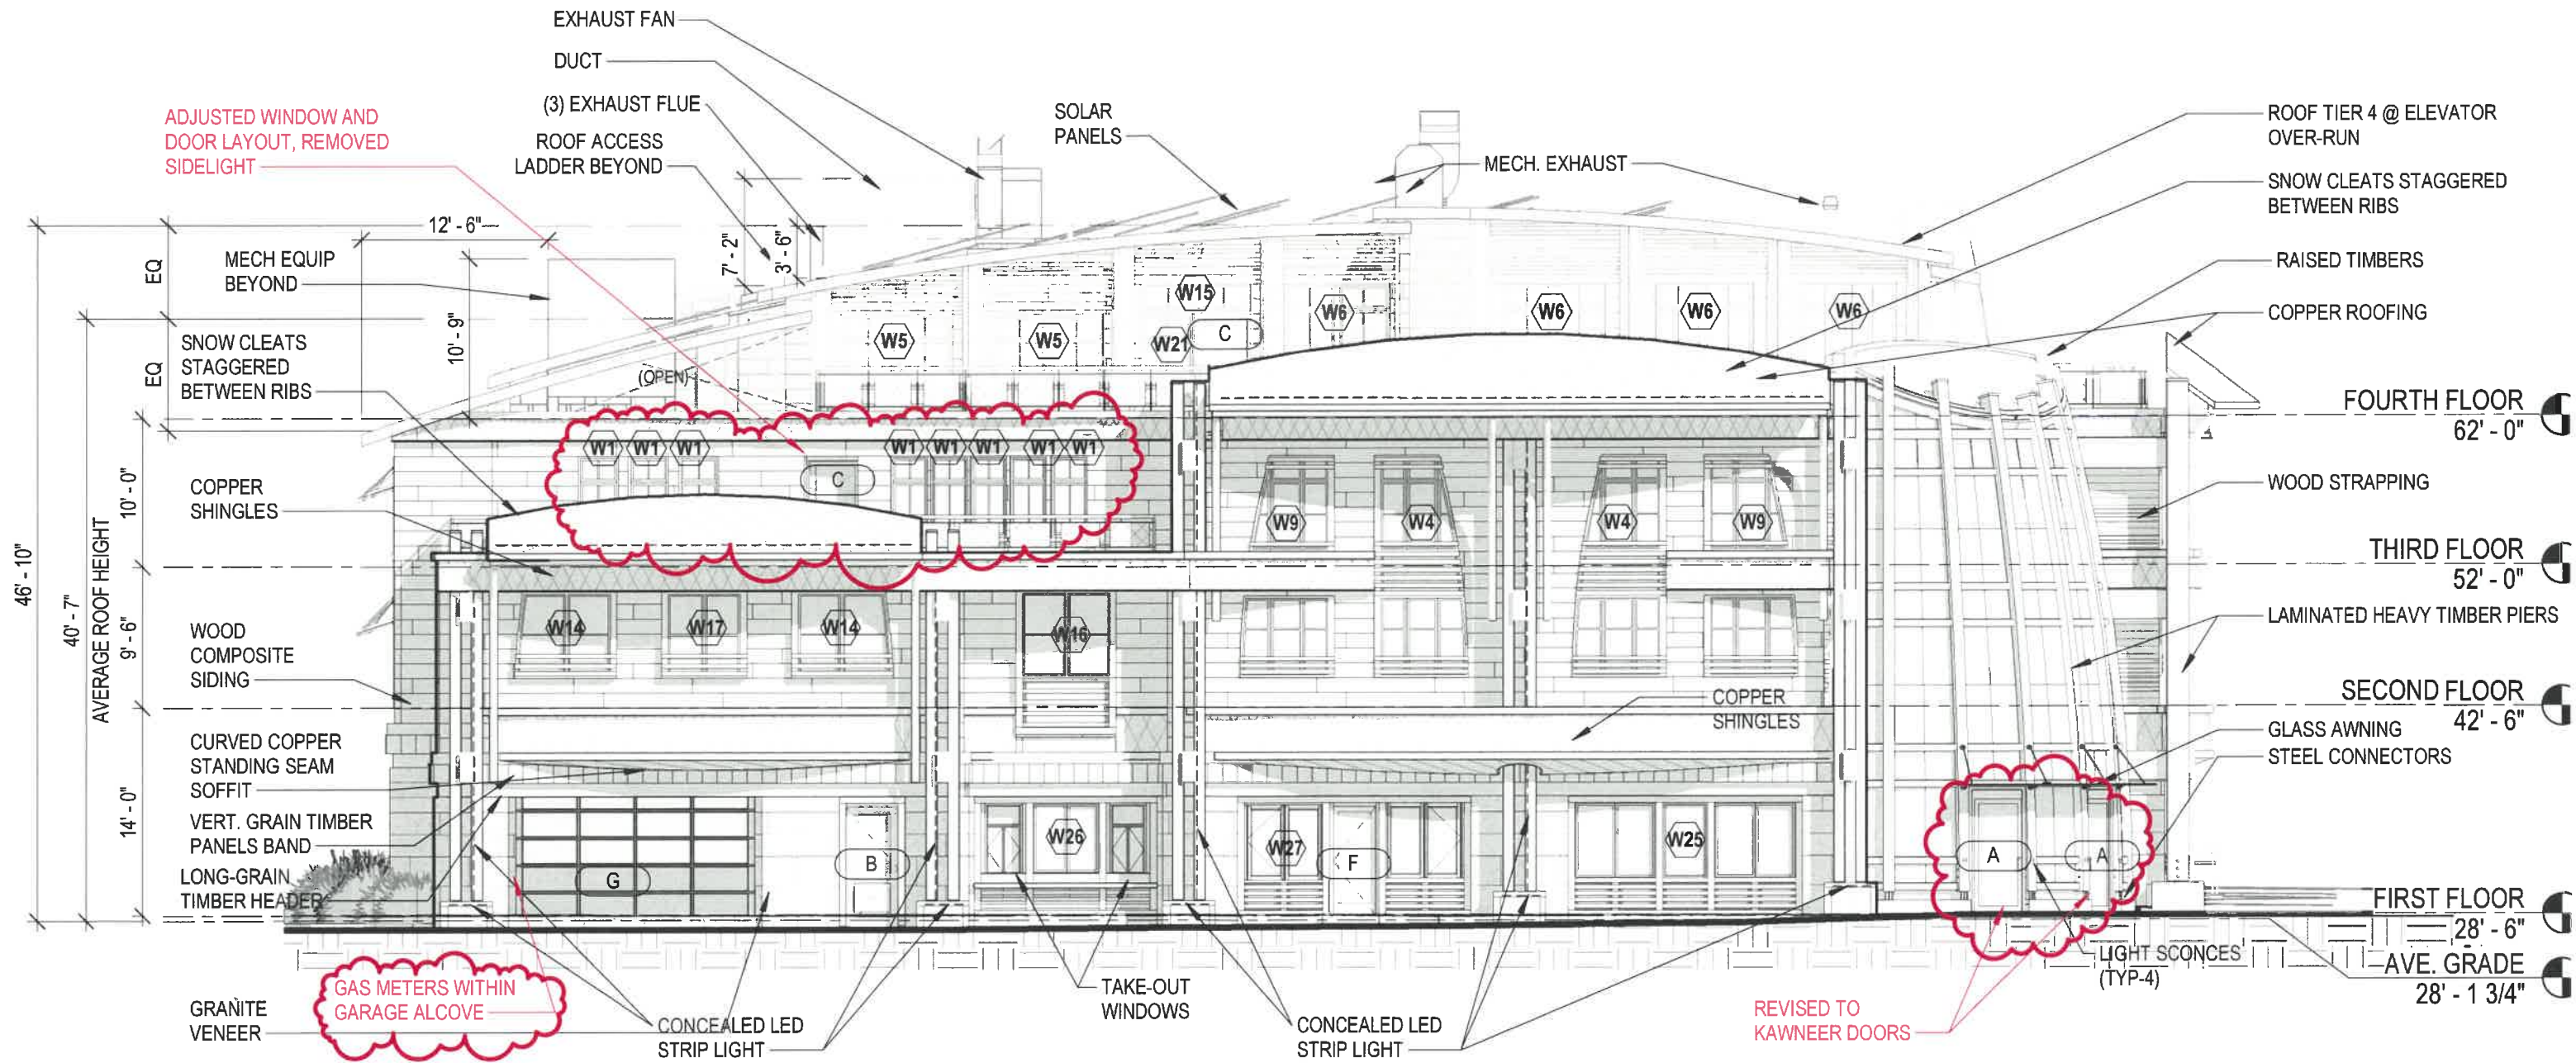 EXHAUST FAN
DUCT
(3) EXHAUST FLUE
ROOF ACCESS
LADDER BEYOND
SOLAR
PANELS
MECH. EXHAUST
ROOF TIER 4 @ ELEVATOR
OVER-RUN
SNOW CLEATS STAGGERED
BETWEEN RIBS
RAISED TIMBERS
COPPER ROOFING
ADJUSTED WINDOW AND
DOOR LAYOUT, REMOVED
SIDELIGHT
12' - 6"
7' - 2"
3' - 6"
EQ
EQ
MECH EQUIP
BEYOND
10' - 9"
SNOW CLEATS
STAGGERED
BETWEEN RIBS
(OPEN)
W5
W5
W15
W21
C
W6
W6
W6
W6
FOURTH FLOOR
62' - 0"
W1
W1
W1
C
W1
W1
W1
W1
W1
46' - 10"
40' - 7"
AVERAGE ROOF HEIGHT
10' - 0"
9' - 6"
14' - 0"
COPPER
SHINGLES
W9
W4
W4
W9
WOOD STRAPPING
THIRD FLOOR
52' - 0"
WOOD
COMPOSITE
SIDING
W14
W17
W14
W16
LAMINATED HEAVY TIMBER PIERS
COPPER
SHINGLES
SECOND FLOOR
42' - 6"
CURVED COPPER
STANDING SEAM
SOFFIT
GLASS AWNING
STEEL CONNECTORS
VERT. GRAIN TIMBER
PANELS BAND
LONG-GRAIN
TIMBER HEADER
G
B
W26
W27
F
W25
A
A
FIRST FLOOR
28' - 6"
LIGHT SCONCES
(TYP-4)
AVE. GRADE
28' - 1 3/4"
GRANITE
VENEER
GAS METERS WITHIN
GARAGE ALCOVE
CONCEALED LED
STRIP LIGHT
TAKE-OUT
WINDOWS
CONCEALED LED
STRIP LIGHT
REVISED TO
KAWNEER DOORS